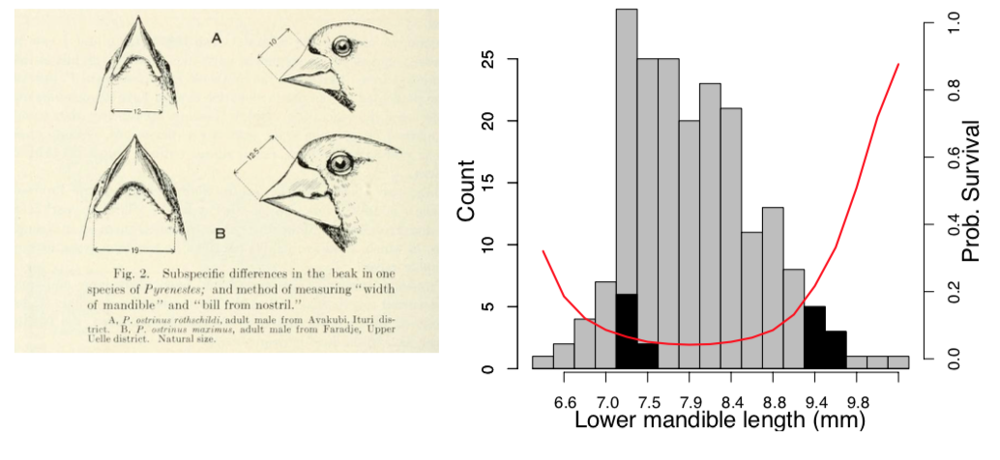 A
10
12
12.5
B
19
Fig. 2. Subspecific differences in the beak in one
species of Pyrenestes; and method of measuring “width
of mandible” and “bill from nostril.”
A, P. ostrinus rothschildi, adult male from Avakubi, Ituri dis-
trict. B, P. ostrinus maximus, adult male from Faradje, Upper
Uelle district. Natural size.
Count
0
5
10
15
20
25
6.6 7.0 7.5 7.9 8.4 8.8 9.4 9.8
Lower mandible length (mm)
0.0
0.2
0.4
0.6
0.8
1.0
Prob. Survival